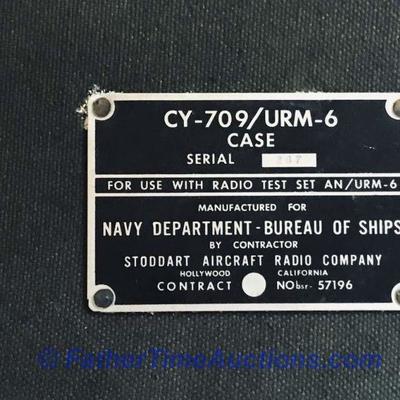 CY-709/URM-6
CASE
SERIAL 267
FOR USE WITH RADIO TEST SET AN/URM-6
MANUFACTURED FOR
NAVY DEPARTMENT-BUREAU OF SHIPS
BY CONTRACTOR
STODDART AIRCRAFT RADIO COMPANY
HOLLYWOOD CALIFORNIA
CONTRACT NObsr- 57196
© FatherTimeAuctions.com